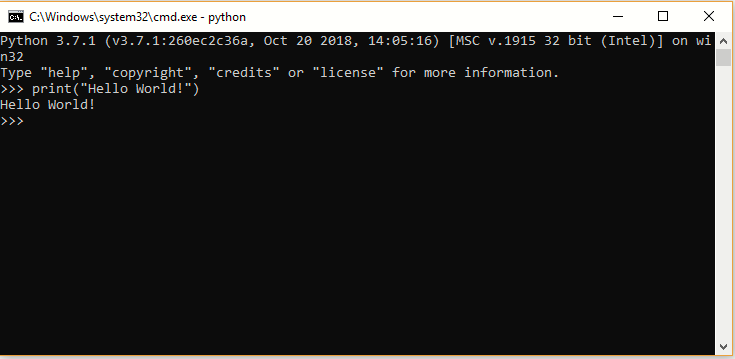 C:\Windows\system32\cmd.exe - python
Python 3.7.1 (v3.7.1:260ec2c36a, Oct 20 2018, 14:05:16) [MSC v.1915 32 bit (Intel)] on wi
n32
Type "help", "copyright", "credits" or "license" for more information.
>>> print("Hello World!")
Hello World!
>>>